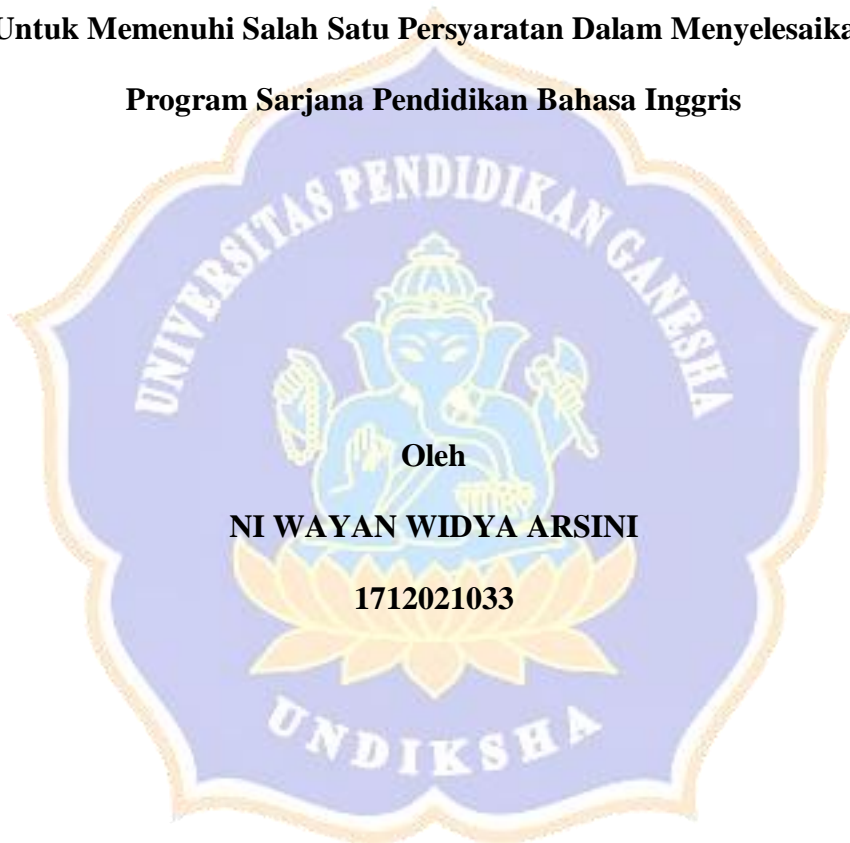 Untuk Memenuhi Salah Satu Persyaratan Dalam Menyelesaika
Program Sarjana Pendidikan Bahasa Inggris
UNIVERSITAS PENDIDIKAN GANESHA
Oleh
NI WAYAN WIDYA ARSINI
1712021033
UNDIKSHA